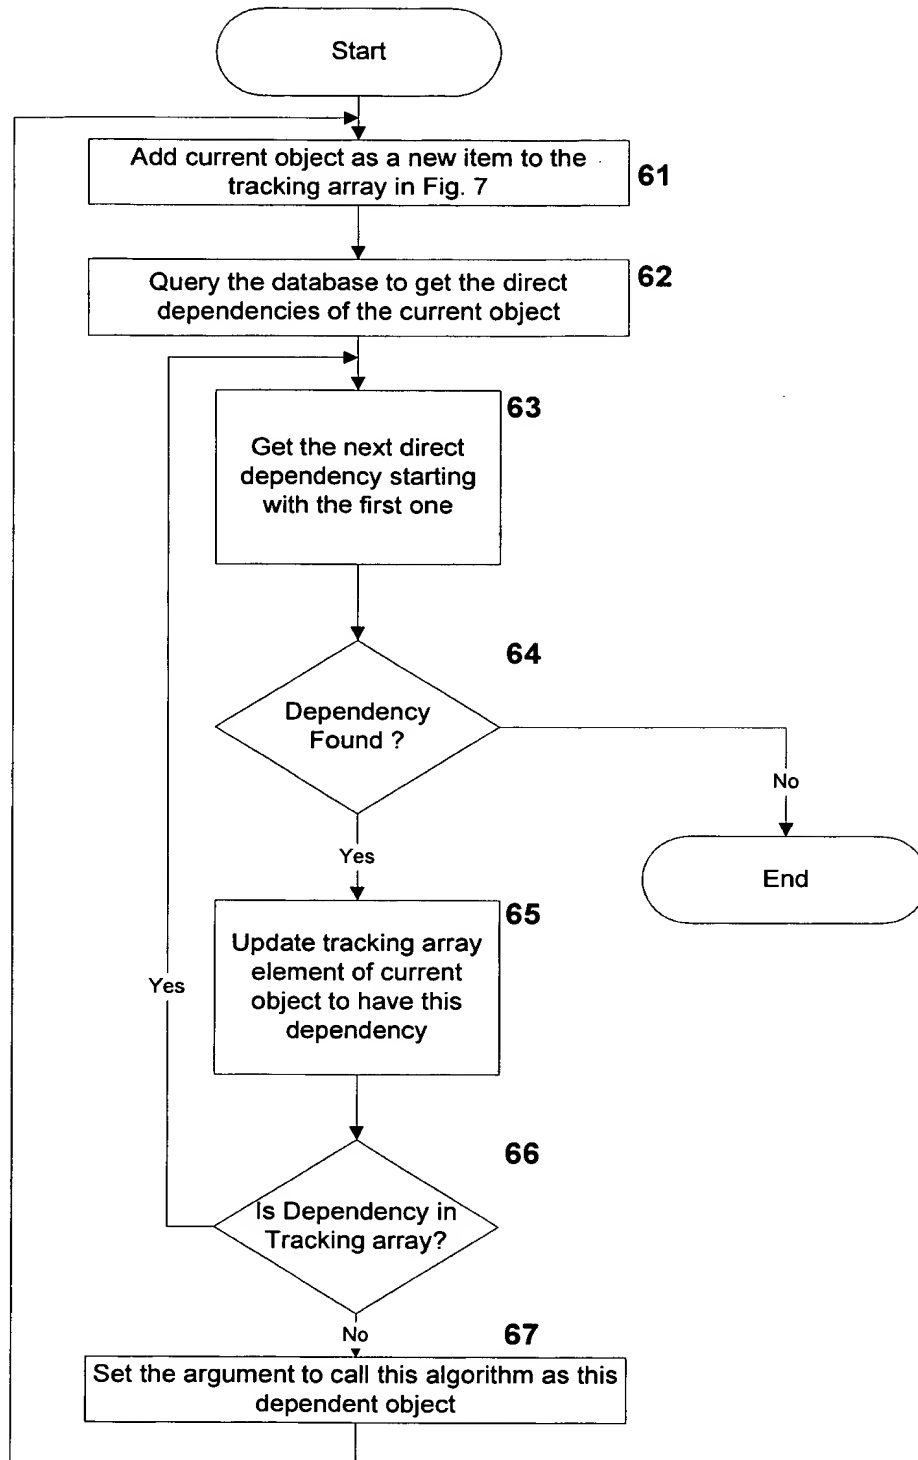 Start
Add current object as a new item to the
tracking array in Fig. 7
61
Query the database to get the direct
dependencies of the current object
62
63
Get the next direct
dependency starting
with the first one
64
Dependency
Found ?
No
Yes
End
65
Update tracking array
element of current
object to have this
dependency
Yes
66
Is Dependency in
Tracking array?
No
67
Set the argument to call this algorithm as this
dependent object